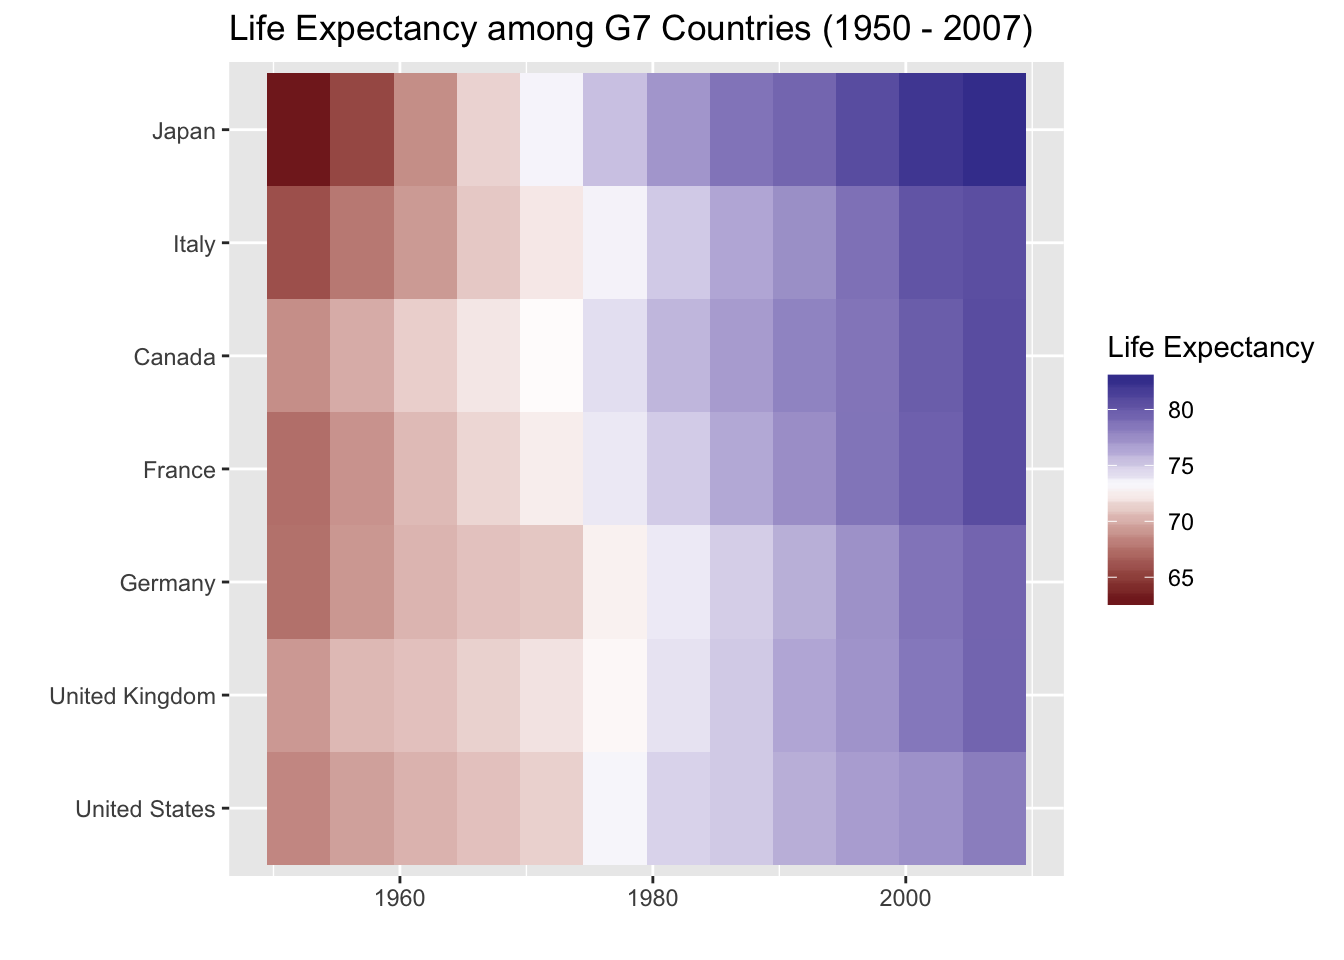 Life Expectancy among G7 Countries (1950 - 2007)
Japan
Italy
Canada
France
Germany
United Kingdom
United States
1960
1980
2000
Life Expectancy
80
75
70
65